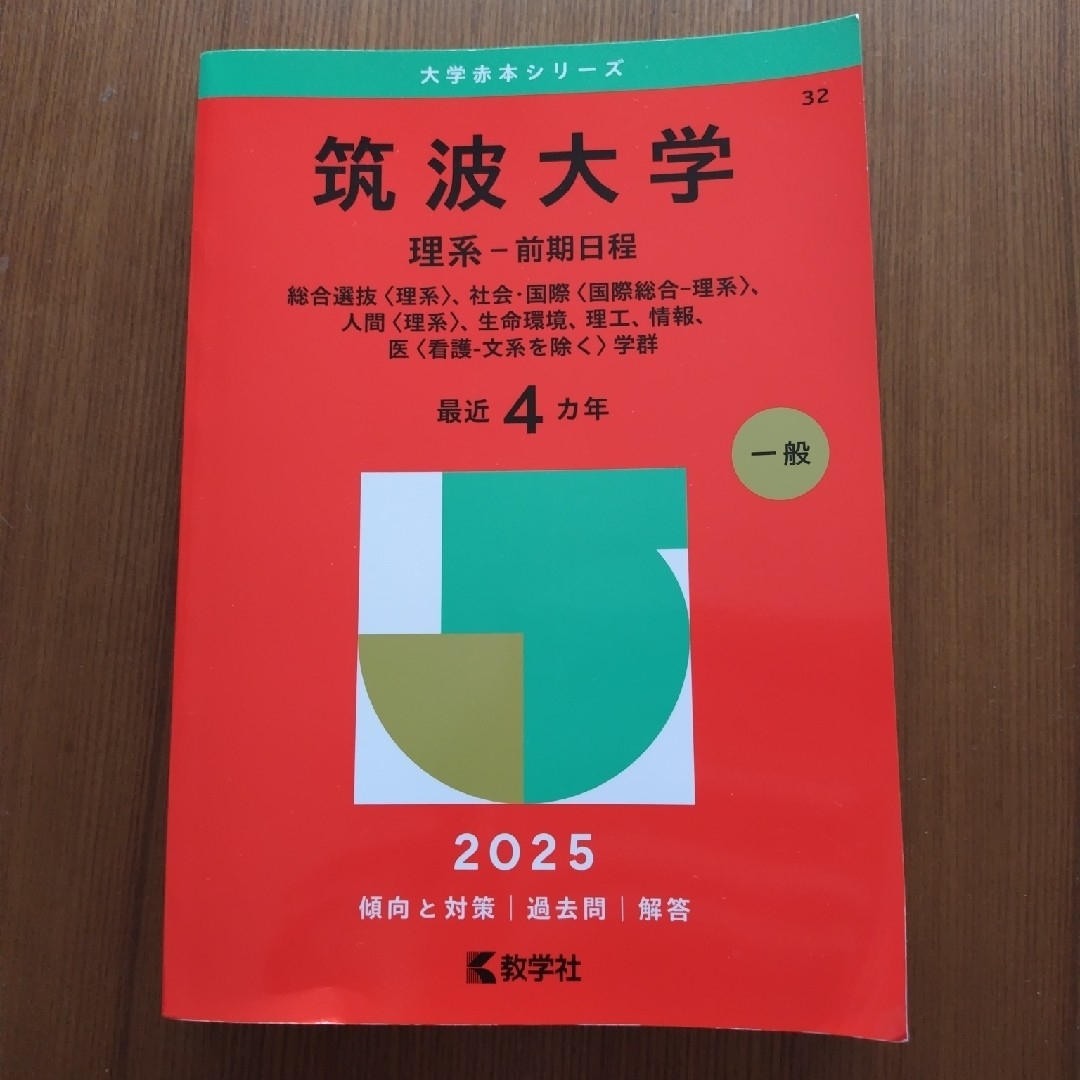 大学赤本シリーズ
32
筑波大学
理系－前期日程
総合選抜〈理系〉、社会・国際〈国際総合-理系〉、
人間〈理系〉、生命環境、理工、情報、
医〈看護-文系を除く〉学群
最近 4 カ年
一般
2025
傾向と対策｜過去問｜解答
教学社